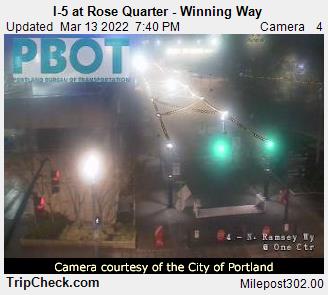 I-5 at Rose Quarter - Winning Way
Updated Mar 13 2022 7:40 PM Camera 4
PBOT
PORTLAND BUREAU OF TRANSPORTATION
4
4 - N. Ramsey Wy
@ One Ctr
Camera courtesy of the City of Portland
TripCheck.com Milepost302.00